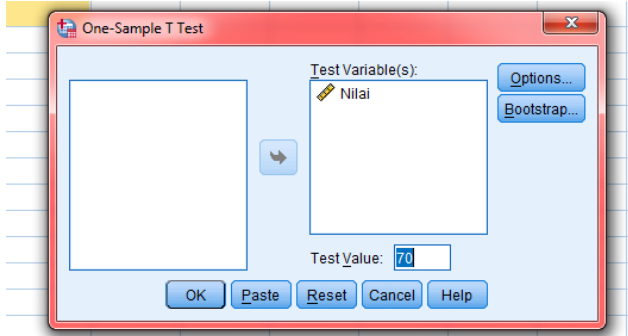 One-Sample T Test
Test Variable(s):
Nilai
Options...
Bootstrap...
Test Value: 70
OK Paste Reset Cancel Help